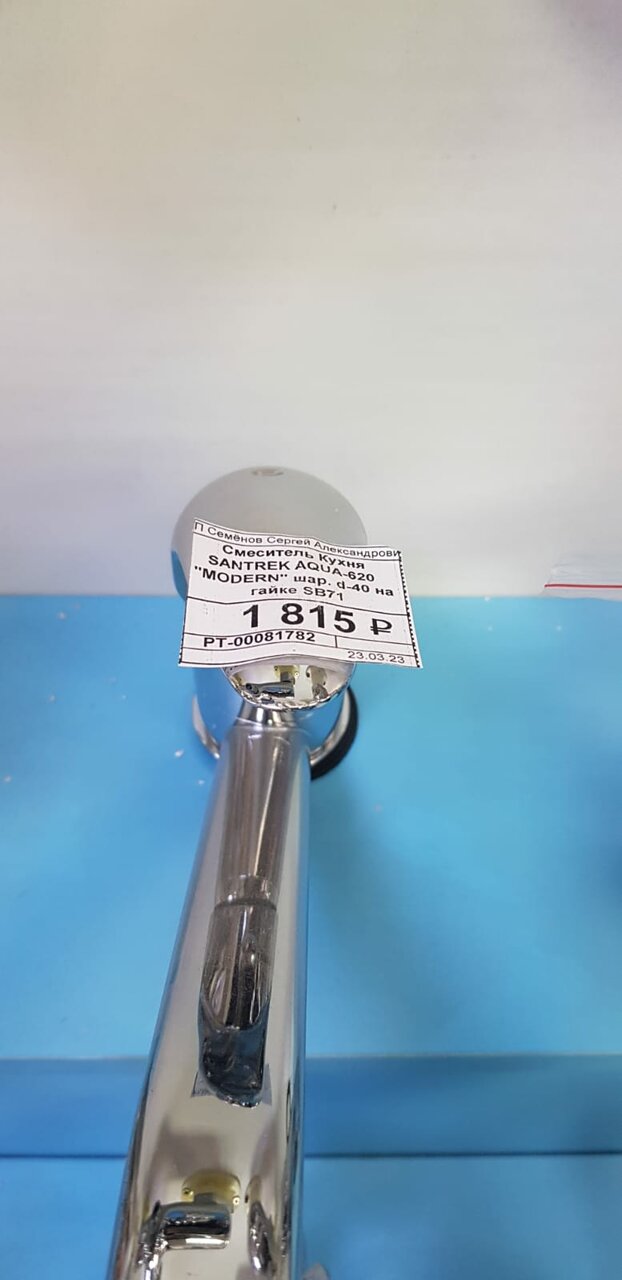 П Семёнов Сергей Александрови
Смеситель Кухня
SANTREK AQUA-620
"MODERN" шар. d-40 на
гайке SB71
1 815 ₽
РТ-00081782
23.03.23